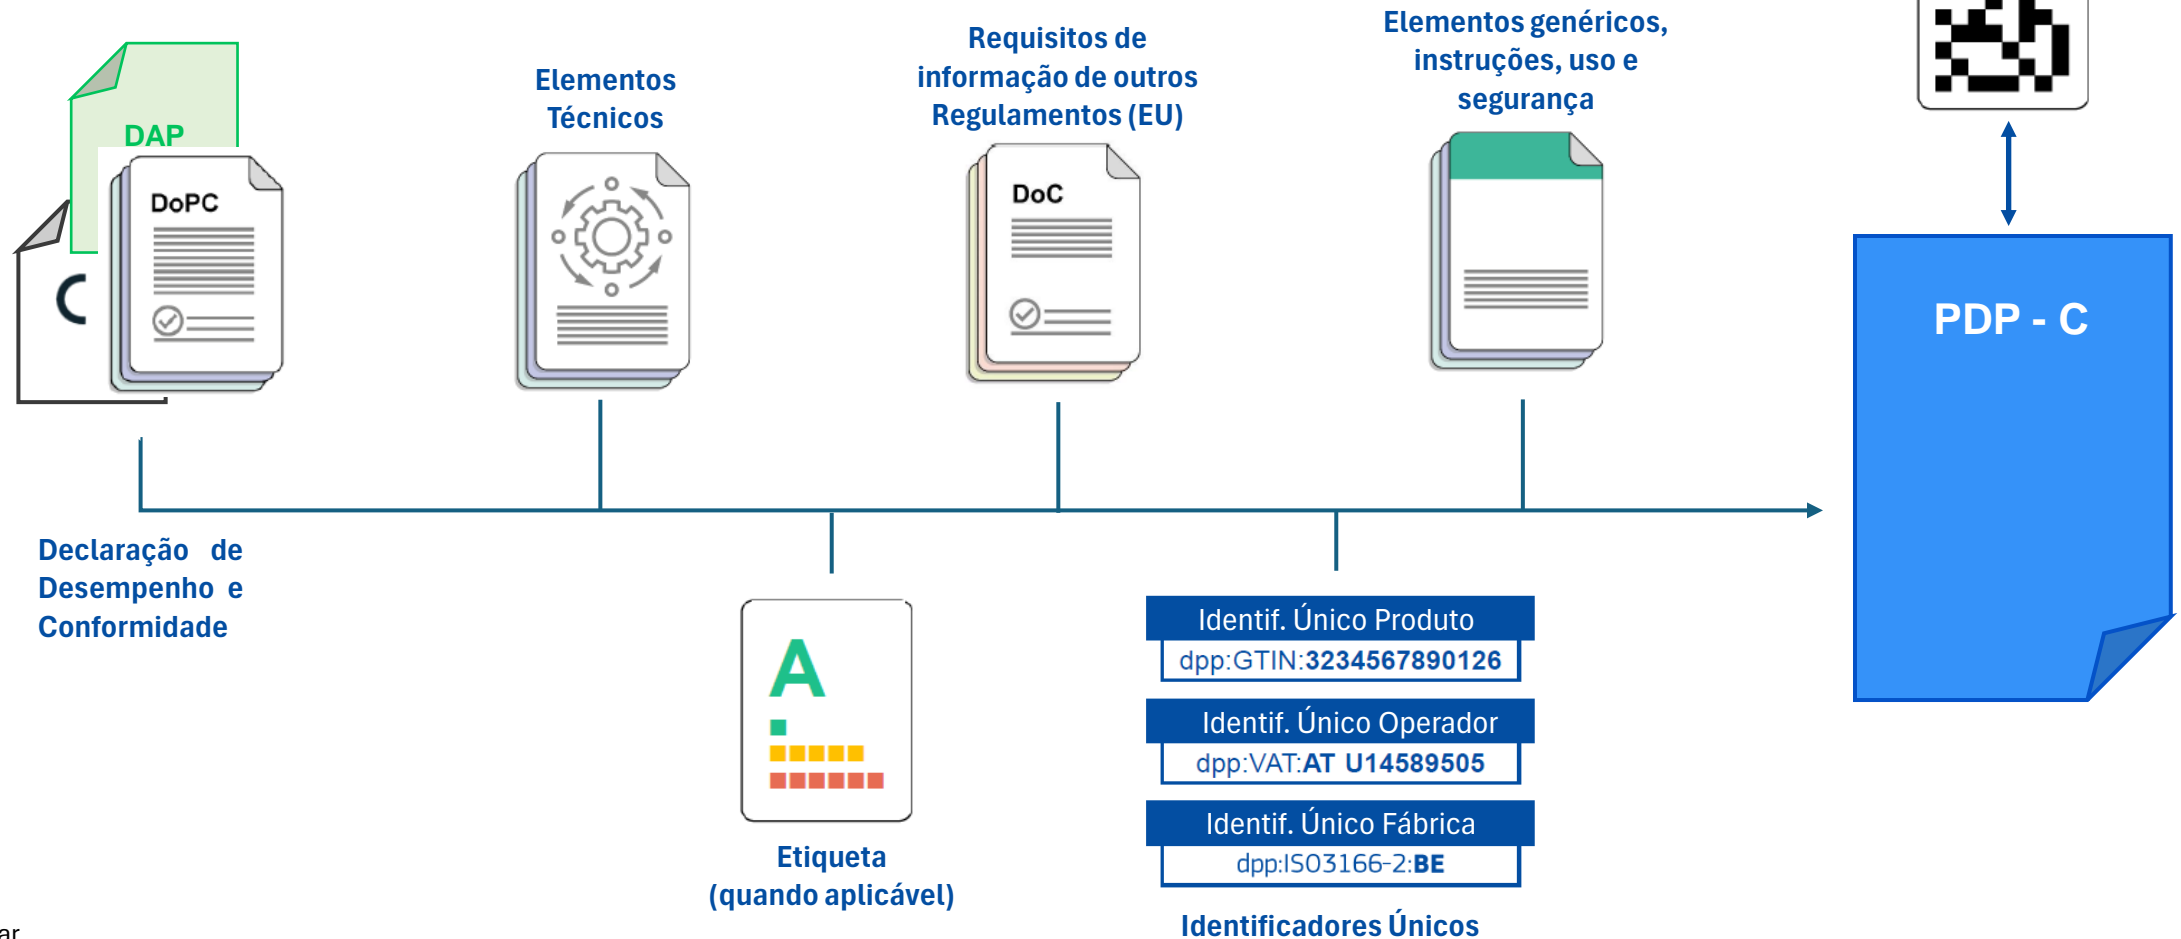 DAP
DoPC
C
Declaração de
Desempenho e
Conformidade
Elementos
Técnicos
Etiqueta
(quando aplicável)
A
Requisitos de
informação de outros
Regulamentos (EU)
DoC
Identif. Único Produto
dpp:GTIN:3234567890126
Identif. Único Operador
dpp:VAT:AT U14589505
Identif. Único Fábrica
dpp:ISO3166-2:BE
Identificadores Únicos
Elementos genéricos,
instruções, uso e
segurança
PDP - C
ar